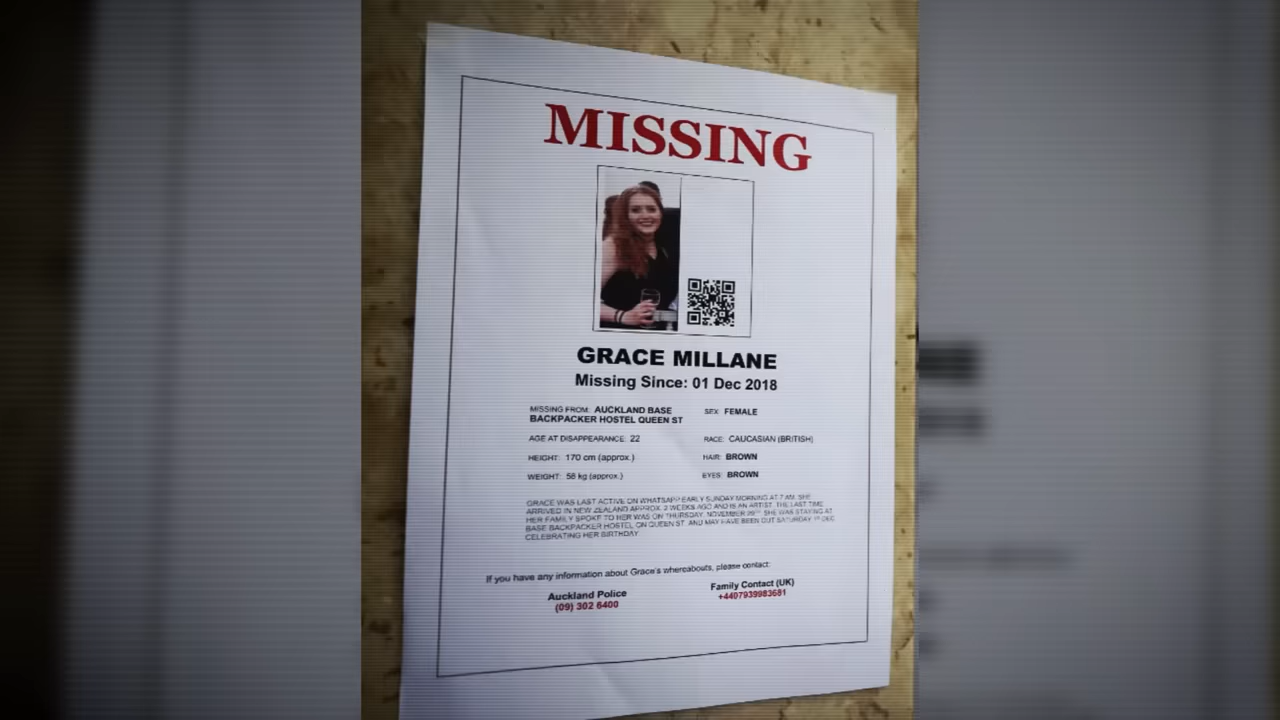 MISSING
GRACE MILLANE
Missing Since: 01 Dec 2018
MISSING FROM: AUCKLAND BASE
BACKPACKER HOSTEL QUEEN ST
SEX: FEMALE
AGE AT DISAPPEARANCE: 22
RACE: CAUCASIAN (BRITISH)
HEIGHT: 170 cm (approx.)
HAIR: BROWN
WEIGHT: 58 kg (approx.)
EYES: BROWN
GRACE WAS LAST ACTIVE ON WHATSAPP EARLY SUNDAY MORNING AT 7 AM. SHE
ARRIVED IN NEW ZEALAND APPROX. 2 WEEKS AGO AND IS AN ARTIST. THE LAST TIME
HER FAMILY SPOKE TO HER WAS ON THURSDAY, NOVEMBER SHE WAS STAYING AT
BASE BACKPACKER HOSTEL ON QUEEN ST. AND MAY HAVE BEEN OUT SATURDAY 1ST DEC
CELEBRATING HER BIRTHDAY
If you have any information about Grace's whereabouts, please contact:
Auckland Police
(09) 302 6400
Family Contact (UK)
+4407939983681